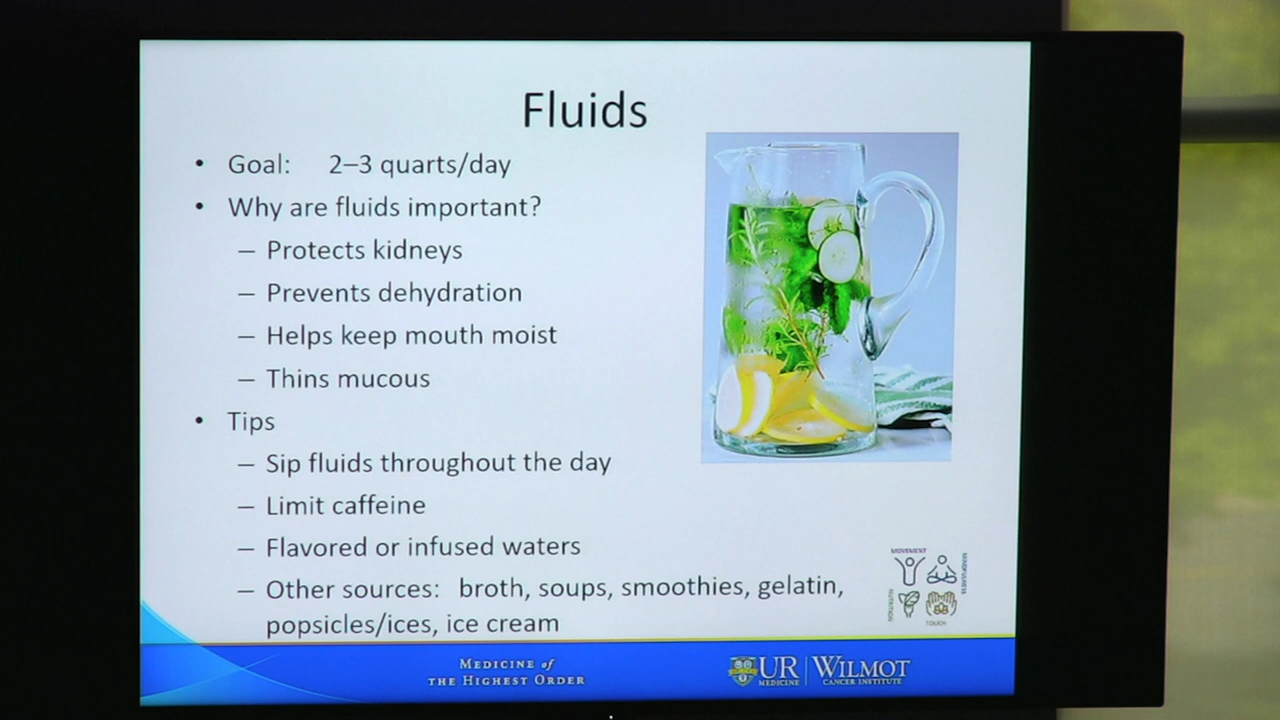 Fluids
• Goal: 2–3 quarts/day
• Why are fluids important?
– Protects kidneys
– Prevents dehydration
– Helps keep mouth moist
– Thins mucous
• Tips
– Sip fluids throughout the day
– Limit caffeine
– Flavored or infused waters
– Other sources: broth, soups, smoothies, gelatin,
popsicles/ices, ice cream
MOVEMENT
MINDFULNESS
NUTRITION
TOUCH
MEDICINE of
THE HIGHEST ORDER
UR
MEDICINE
WILMOT
CANCER INSTITUTE